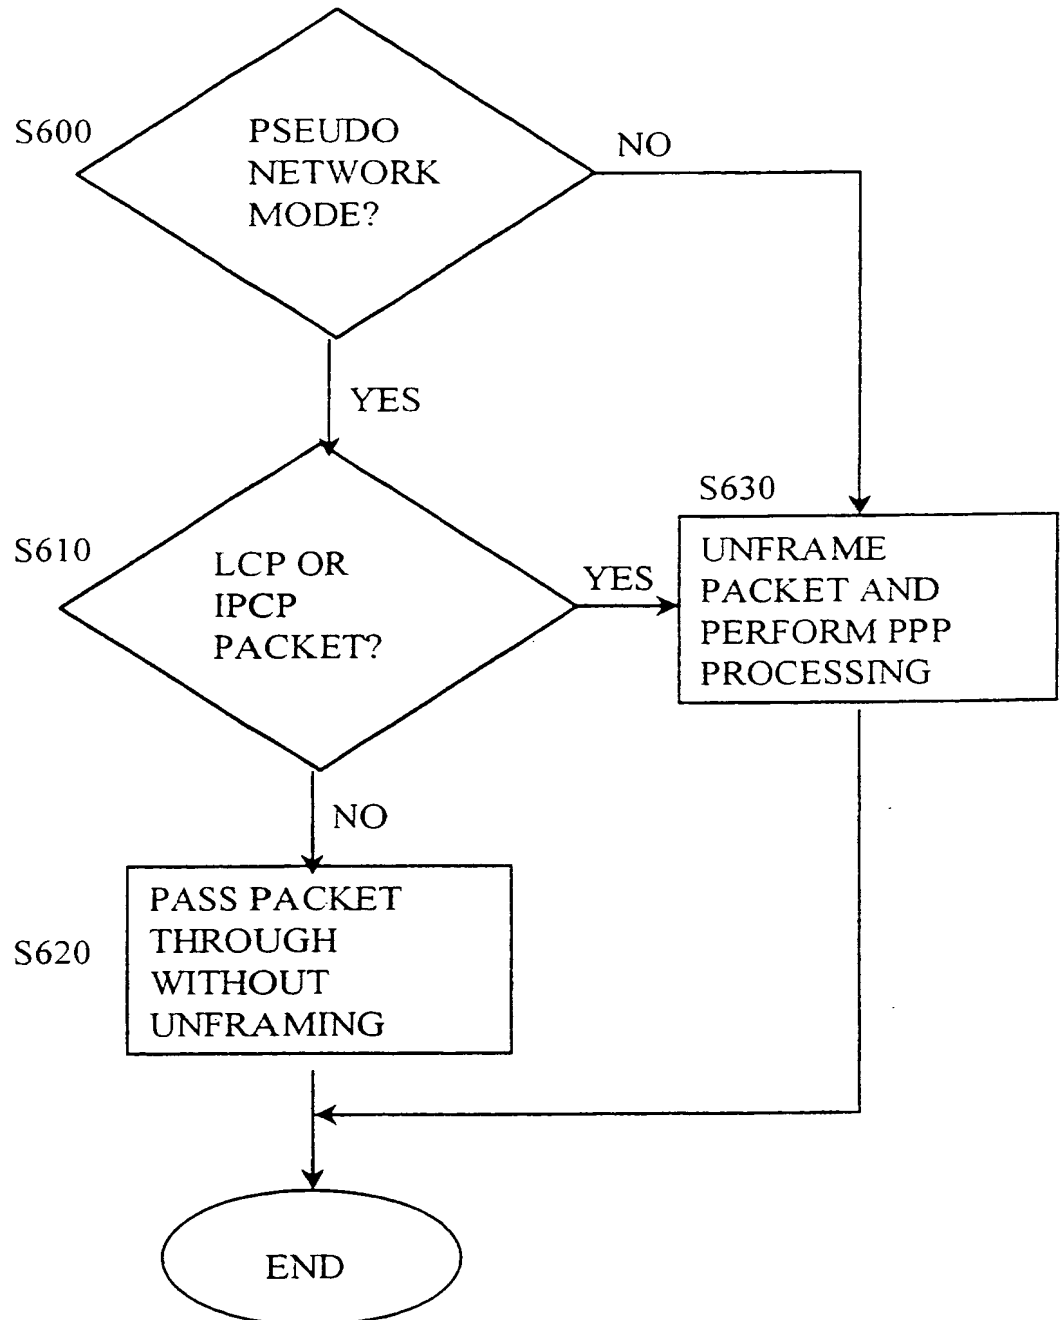 S600
PSEUDO
NETWORK
MODE?
NO
YES
S610
LCP OR
IPCP
PACKET?
YES
S630
UNFRAME
PACKET AND
PERFORM PPP
PROCESSING
NO
S620
PASS PACKET
THROUGH
WITHOUT
UNFRAMING
END